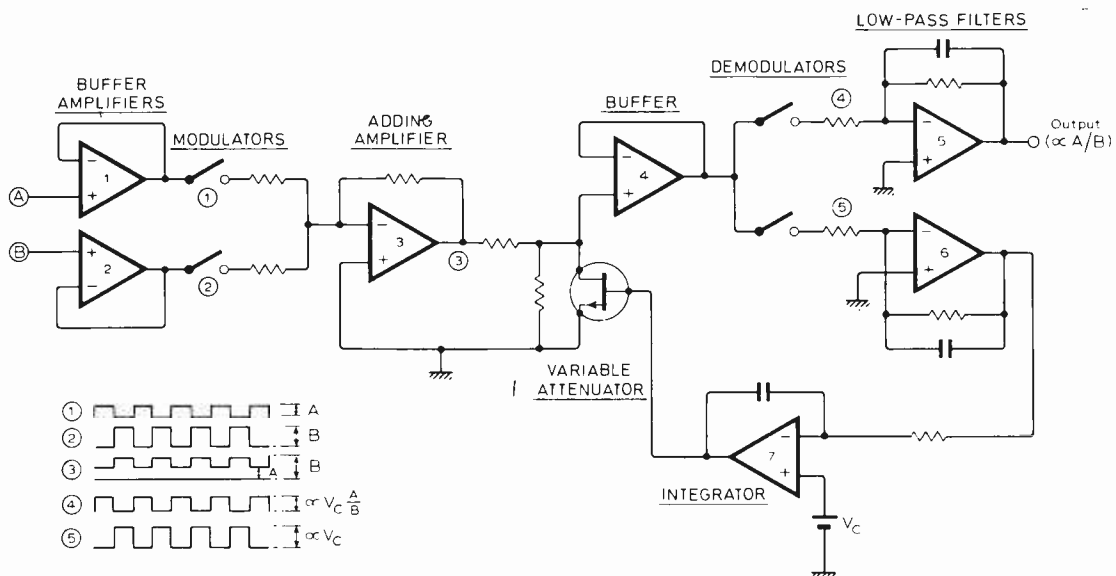 LOW-PASS FILTERS
DEMODULATORS
BUFFER
AMPLIFIERS
MODULATORS
ADDING
AMPLIFIER
BUFFER
④
−
+
5
Output
(∝ A/B)
−
+
1
Ⓐ
①
−
+
4
Ⓑ
+
−
2
②
−
+
3
③
⑤
−
+
6
VARIABLE
ATTENUATOR
−
+
7
INTEGRATOR
V_C
① A
② B
③ A B
④ ∝ V_C A/B
⑤ ∝ V_C